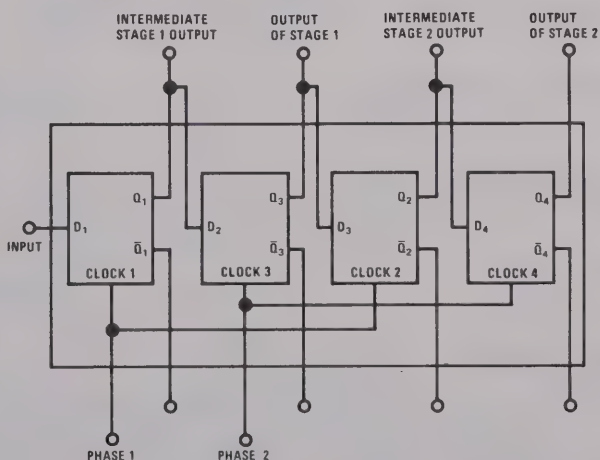 INTERMEDIATE
STAGE 1 OUTPUT
OUTPUT
OF STAGE 1
INTERMEDIATE
STAGE 2 OUTPUT
OUTPUT
OF STAGE 2
INPUT
D1
Q1
Q̄1
CLOCK 1
D2
Q3
Q̄3
CLOCK 3
D3
Q2
Q̄2
CLOCK 2
D4
Q4
Q̄4
CLOCK 4
PHASE 1
PHASE 2